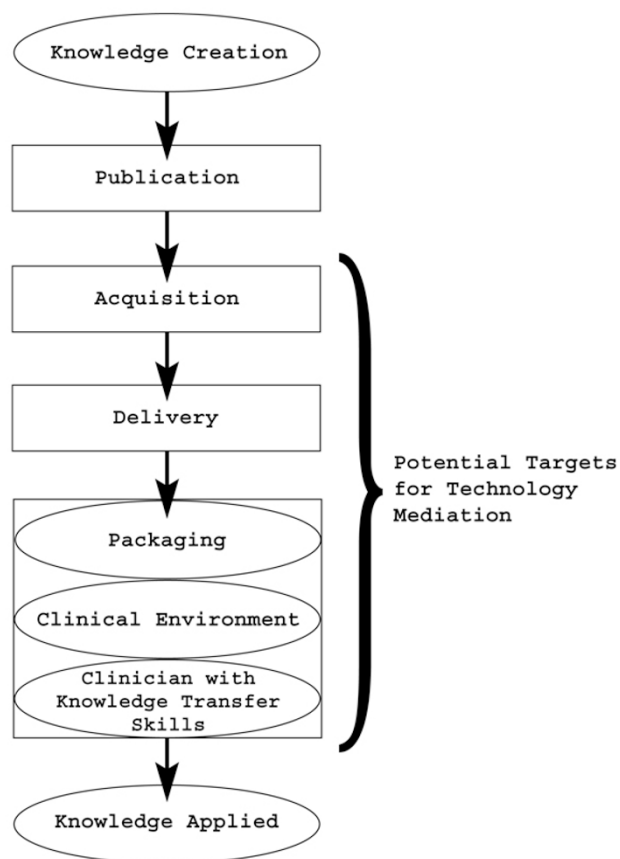 Knowledge Creation
Publication
Acquisition
Delivery
Potential Targets
for Technology
Mediation
Packaging
Clinical Environment
Clinician with
Knowledge Transfer
Skills
Knowledge Applied